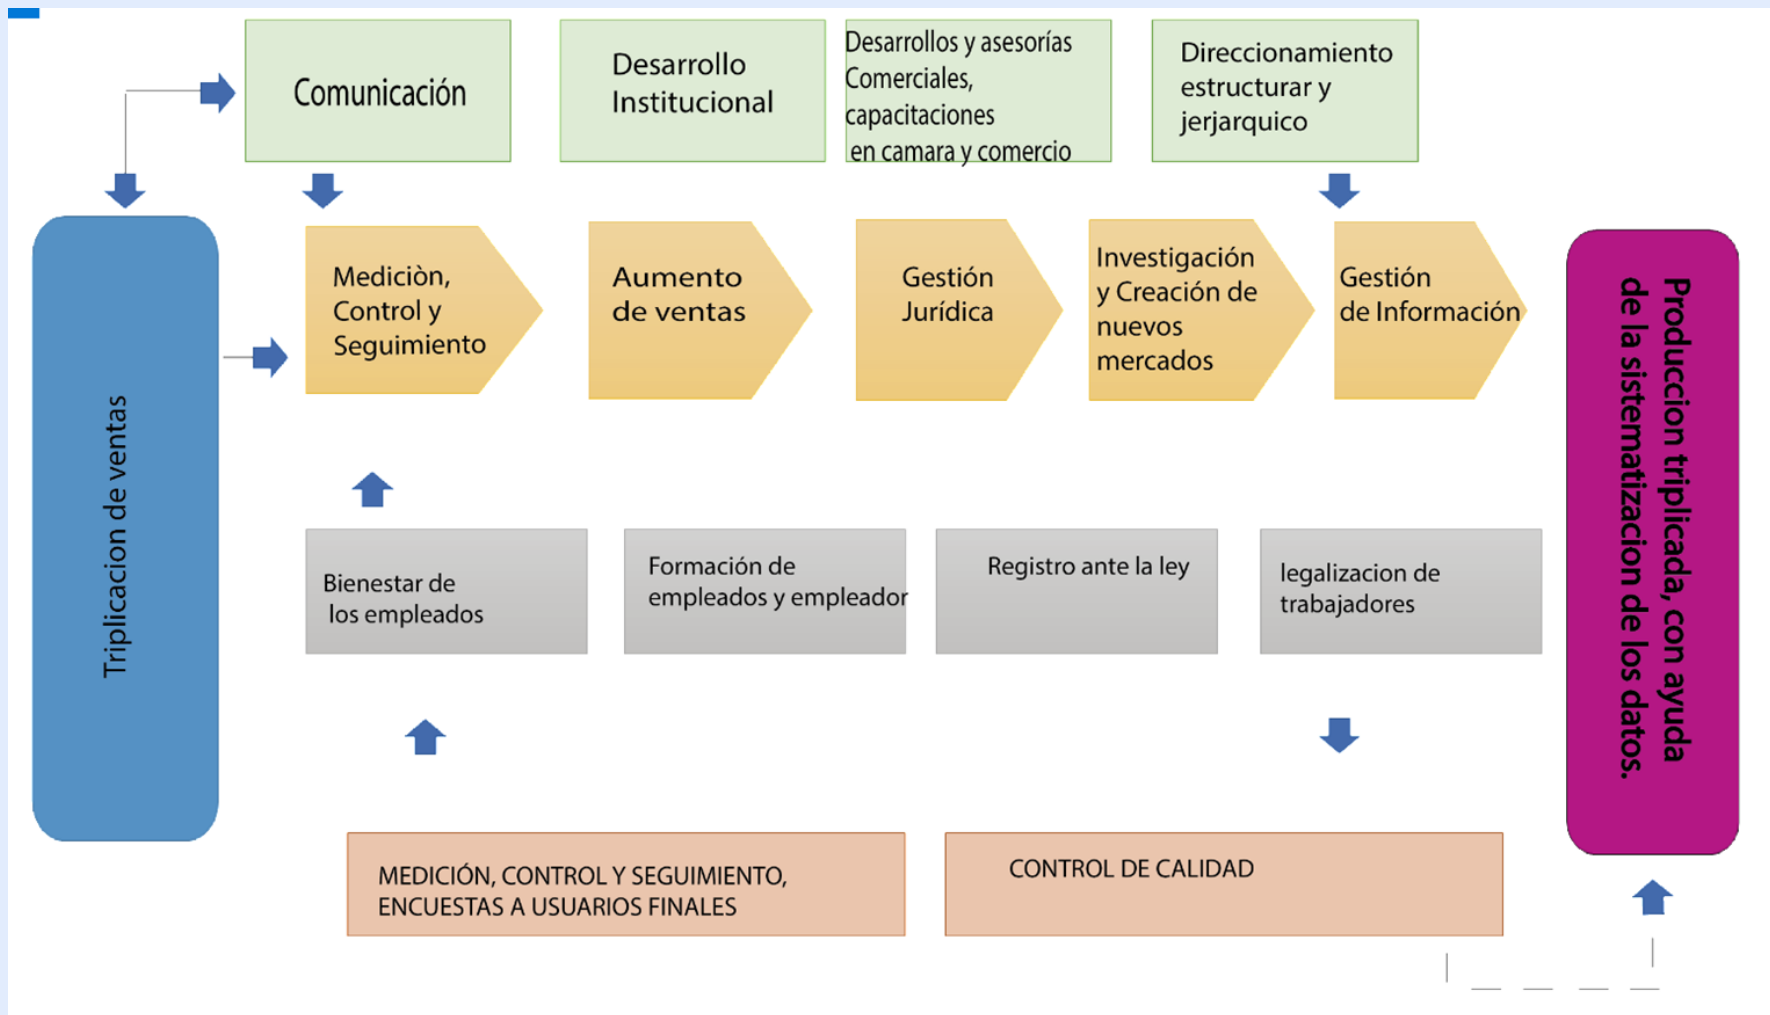 Comunicación
Desarrollo
Institucional
Desarrollos y asesorías
Comerciales,
capacitaciones
en camara y comercio
Direccionamiento
estructurar y
jerjarquico
Triplicacion de ventas
Mediciòn,
Control y
Seguimiento
Aumento
de ventas
Gestión
Jurídica
Investigación
y Creación de
nuevos
mercados
Gestión
de Información
Produccion triplicada, con ayuda
de la sistematizacion de los datos.
Bienestar de
los empleados
Formación de
empleados y empleador
Registro ante la ley
legalizacion de
trabajadores
MEDICIÓN, CONTROL Y SEGUIMIENTO,
ENCUESTAS A USUARIOS FINALES
CONTROL DE CALIDAD